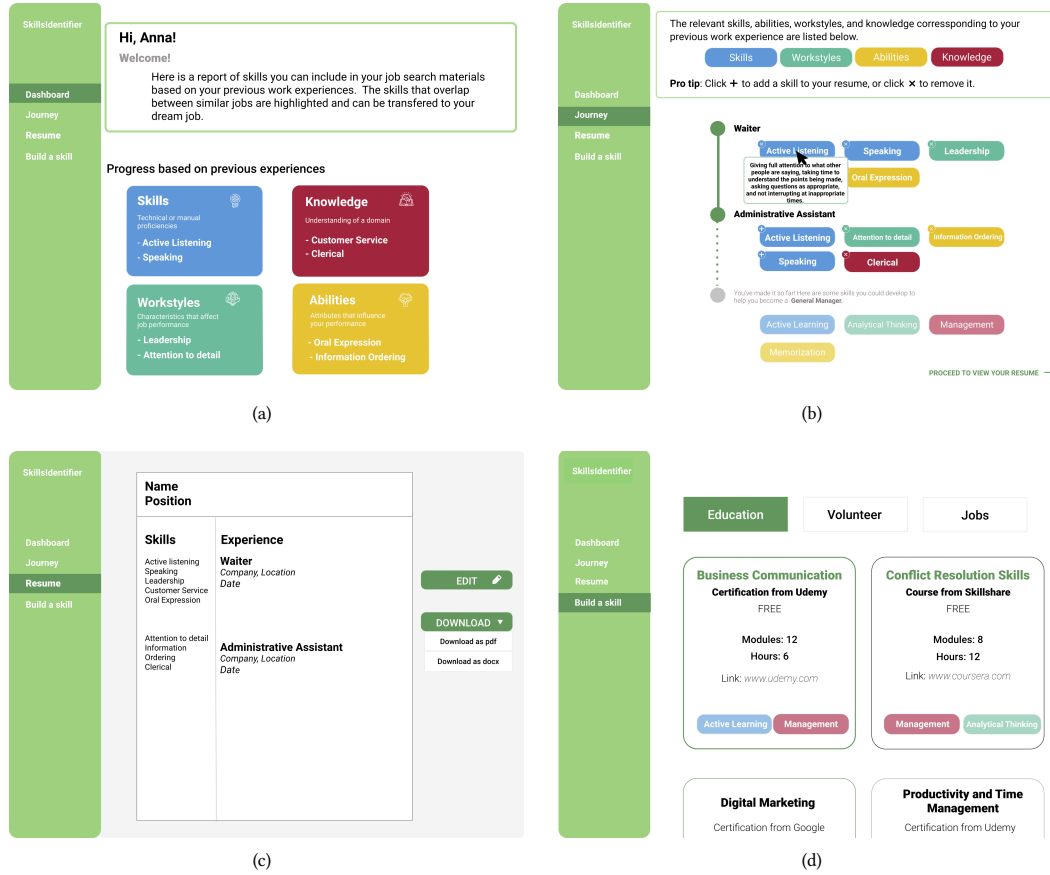 SkillsIdentifier
Dashboard
Journey
Resume
Build a skill
Hi, Anna!
Welcome!
Here is a report of skills you can include in your job search materials
based on your previous work experiences. The skills that overlap
between similar jobs are highlighted and can be transfered to your
dream job.
Progress based on previous experiences
Skills
Technical or manual
proficiencies
- Active Listening
- Speaking
Knowledge
Understanding of a domain
- Customer Service
- Clerical
Workstyles
Characteristics that affect
job performance
- Leadership
- Attention to detail
Abilities
Attributes that influence
your performance
- Oral Expression
- Information Ordering
(a)
SkillsIdentifier
Dashboard
Journey
Resume
Build a skill
The relevant skills, abilities, workstyles, and knowledge corressponding to your
previous work experience are listed below.
Skills
Workstyles
Abilities
Knowledge
Pro tip: Click + to add a skill to your resume, or click × to remove it.
Waiter
Active Listening
Speaking
Leadership
Giving full attention to what other
people are saying, taking time to
understand the points being made,
asking questions as appropriate,
and not interrupting at inappropriate
times.
Oral Expression
Administrative Assistant
Active Listening
Attention to detail
Information Ordering
Speaking
Clerical
You've made it so far! Here are some skills you could develop to
help you become a General Manager.
Active Learning
Analytical Thinking
Management
Memorization
PROCEED TO VIEW YOUR RESUME
(b)
SkillsIdentifier
Dashboard
Journey
Resume
Build a skill
Name
Position
Skills
Active listening
Speaking
Leadership
Customer Service
Oral Expression
Attention to detail
Information
Ordering
Clerical
Experience
Waiter
Company, Location
Date
Administrative Assistant
Company, Location
Date
EDIT
DOWNLOAD ▼
Download as pdf
Download as docx
(c)
SkillsIdentifier
Dashboard
Journey
Resume
Build a skill
Education
Volunteer
Jobs
Business Communication
Certification from Udemy
FREE
Modules: 12
Hours: 6
Link: www.udemy.com
Active Learning
Management
Conflict Resolution Skills
Course from Skillshare
FREE
Modules: 8
Hours: 12
Link: www.coursera.com
Management
Analytical Thinking
Digital Marketing
Certification from Google
Productivity and Time
Management
Certification from Udemy
(d)